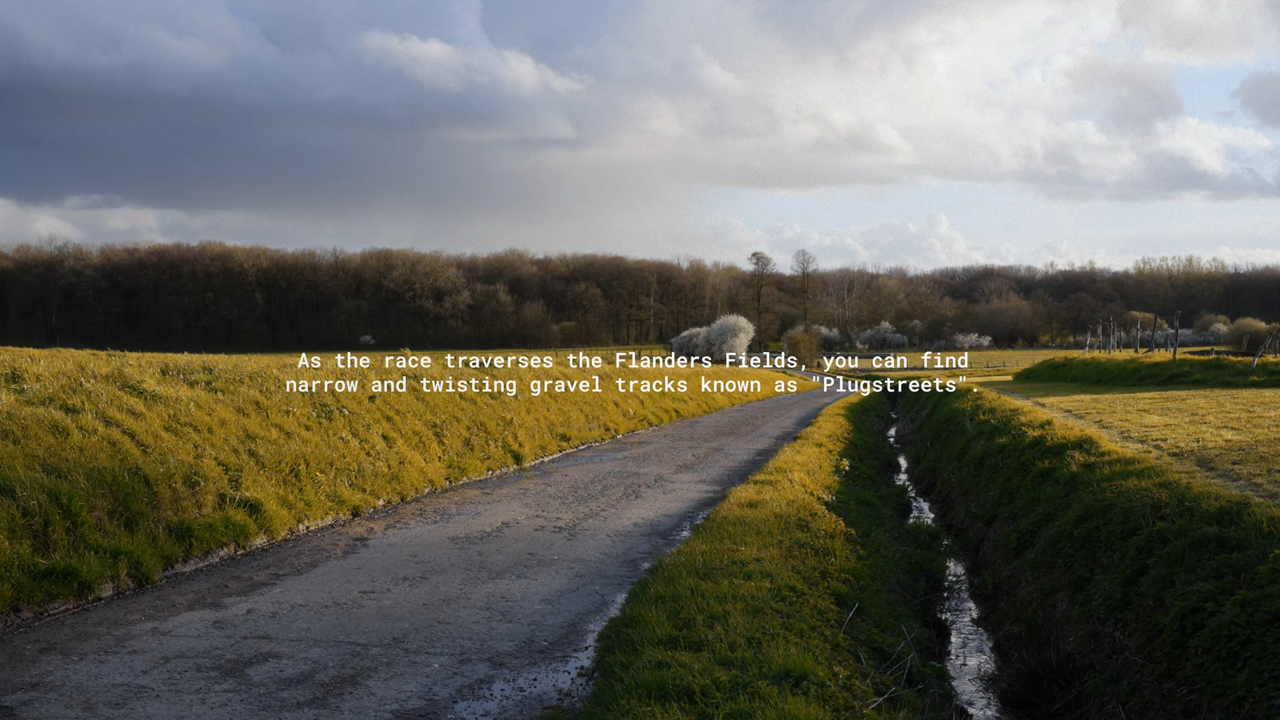 As the race traverses the Flanders Fields, you can find
narrow and twisting gravel tracks known as "Plugstreets".